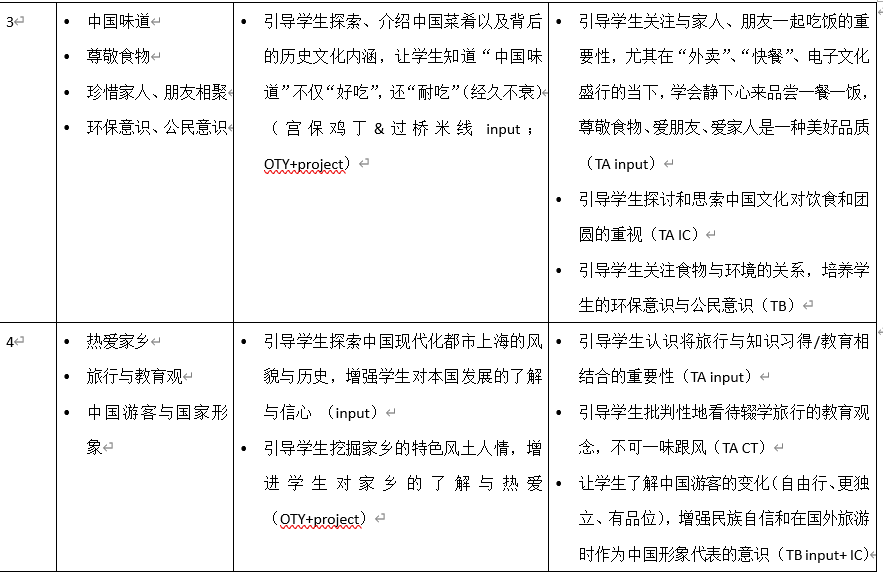 3
中国味道
尊敬食物
珍惜家人、朋友相聚
环保意识、公民意识
引导学生探索、介绍中国菜肴以及背后
的历史文化内涵，让学生知道“中国味
道”不仅“好吃”，还“耐吃”（经久不衰）
（宫保鸡丁＆过桥米线 input；
OTY+project）
引导学生关注与家人、朋友一起吃饭的重
要性，尤其在“外卖”、“快餐”、电子文化
盛行的当下，学会静下心来品尝一餐一饭，
尊敬食物、爱朋友、爱家人是一种美好品质
（TA input）
引导学生探讨和思索中国文化对饮食和团
圆的重视（TA IC）
引导学生关注食物与环境的关系，培养学
生的环保意识与公民意识（TB）
4
热爱家乡
旅行与教育观
中国游客与国家形
象
引导学生探索中国现代化都市上海的风
貌与历史，增强学生对本国发展的了解
与信心 （input）
引导学生挖掘家乡的特色风土人情，增
进学生对家乡的了解与热爱
（OTY+project）
引导学生认识将旅行与知识习得/教育相
结合的重要性（TA input）
引导学生批判性地看待辍学旅行的教育观
念，不可一味跟风（TA CT）
让学生了解中国游客的变化（自由行、更独
立、有品位），增强民族自信和在国外旅游
时作为中国形象代表的意识（TB input+ IC）